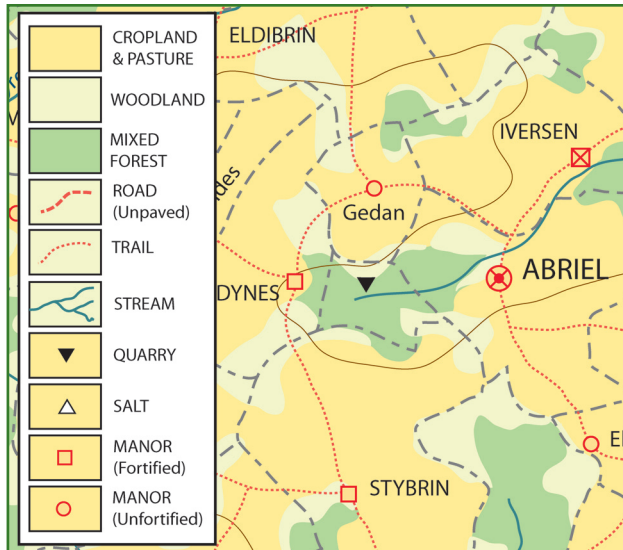 CROPLAND
& PASTURE
WOODLAND
MIXED
FOREST
ROAD
(Unpaved)
TRAIL
STREAM
QUARRY
SALT
MANOR
(Fortified)
MANOR
(Unfortified)
ELDIBRIN
IVERSEN
Gedan
ABRIEL
DYNES
STYBRIN